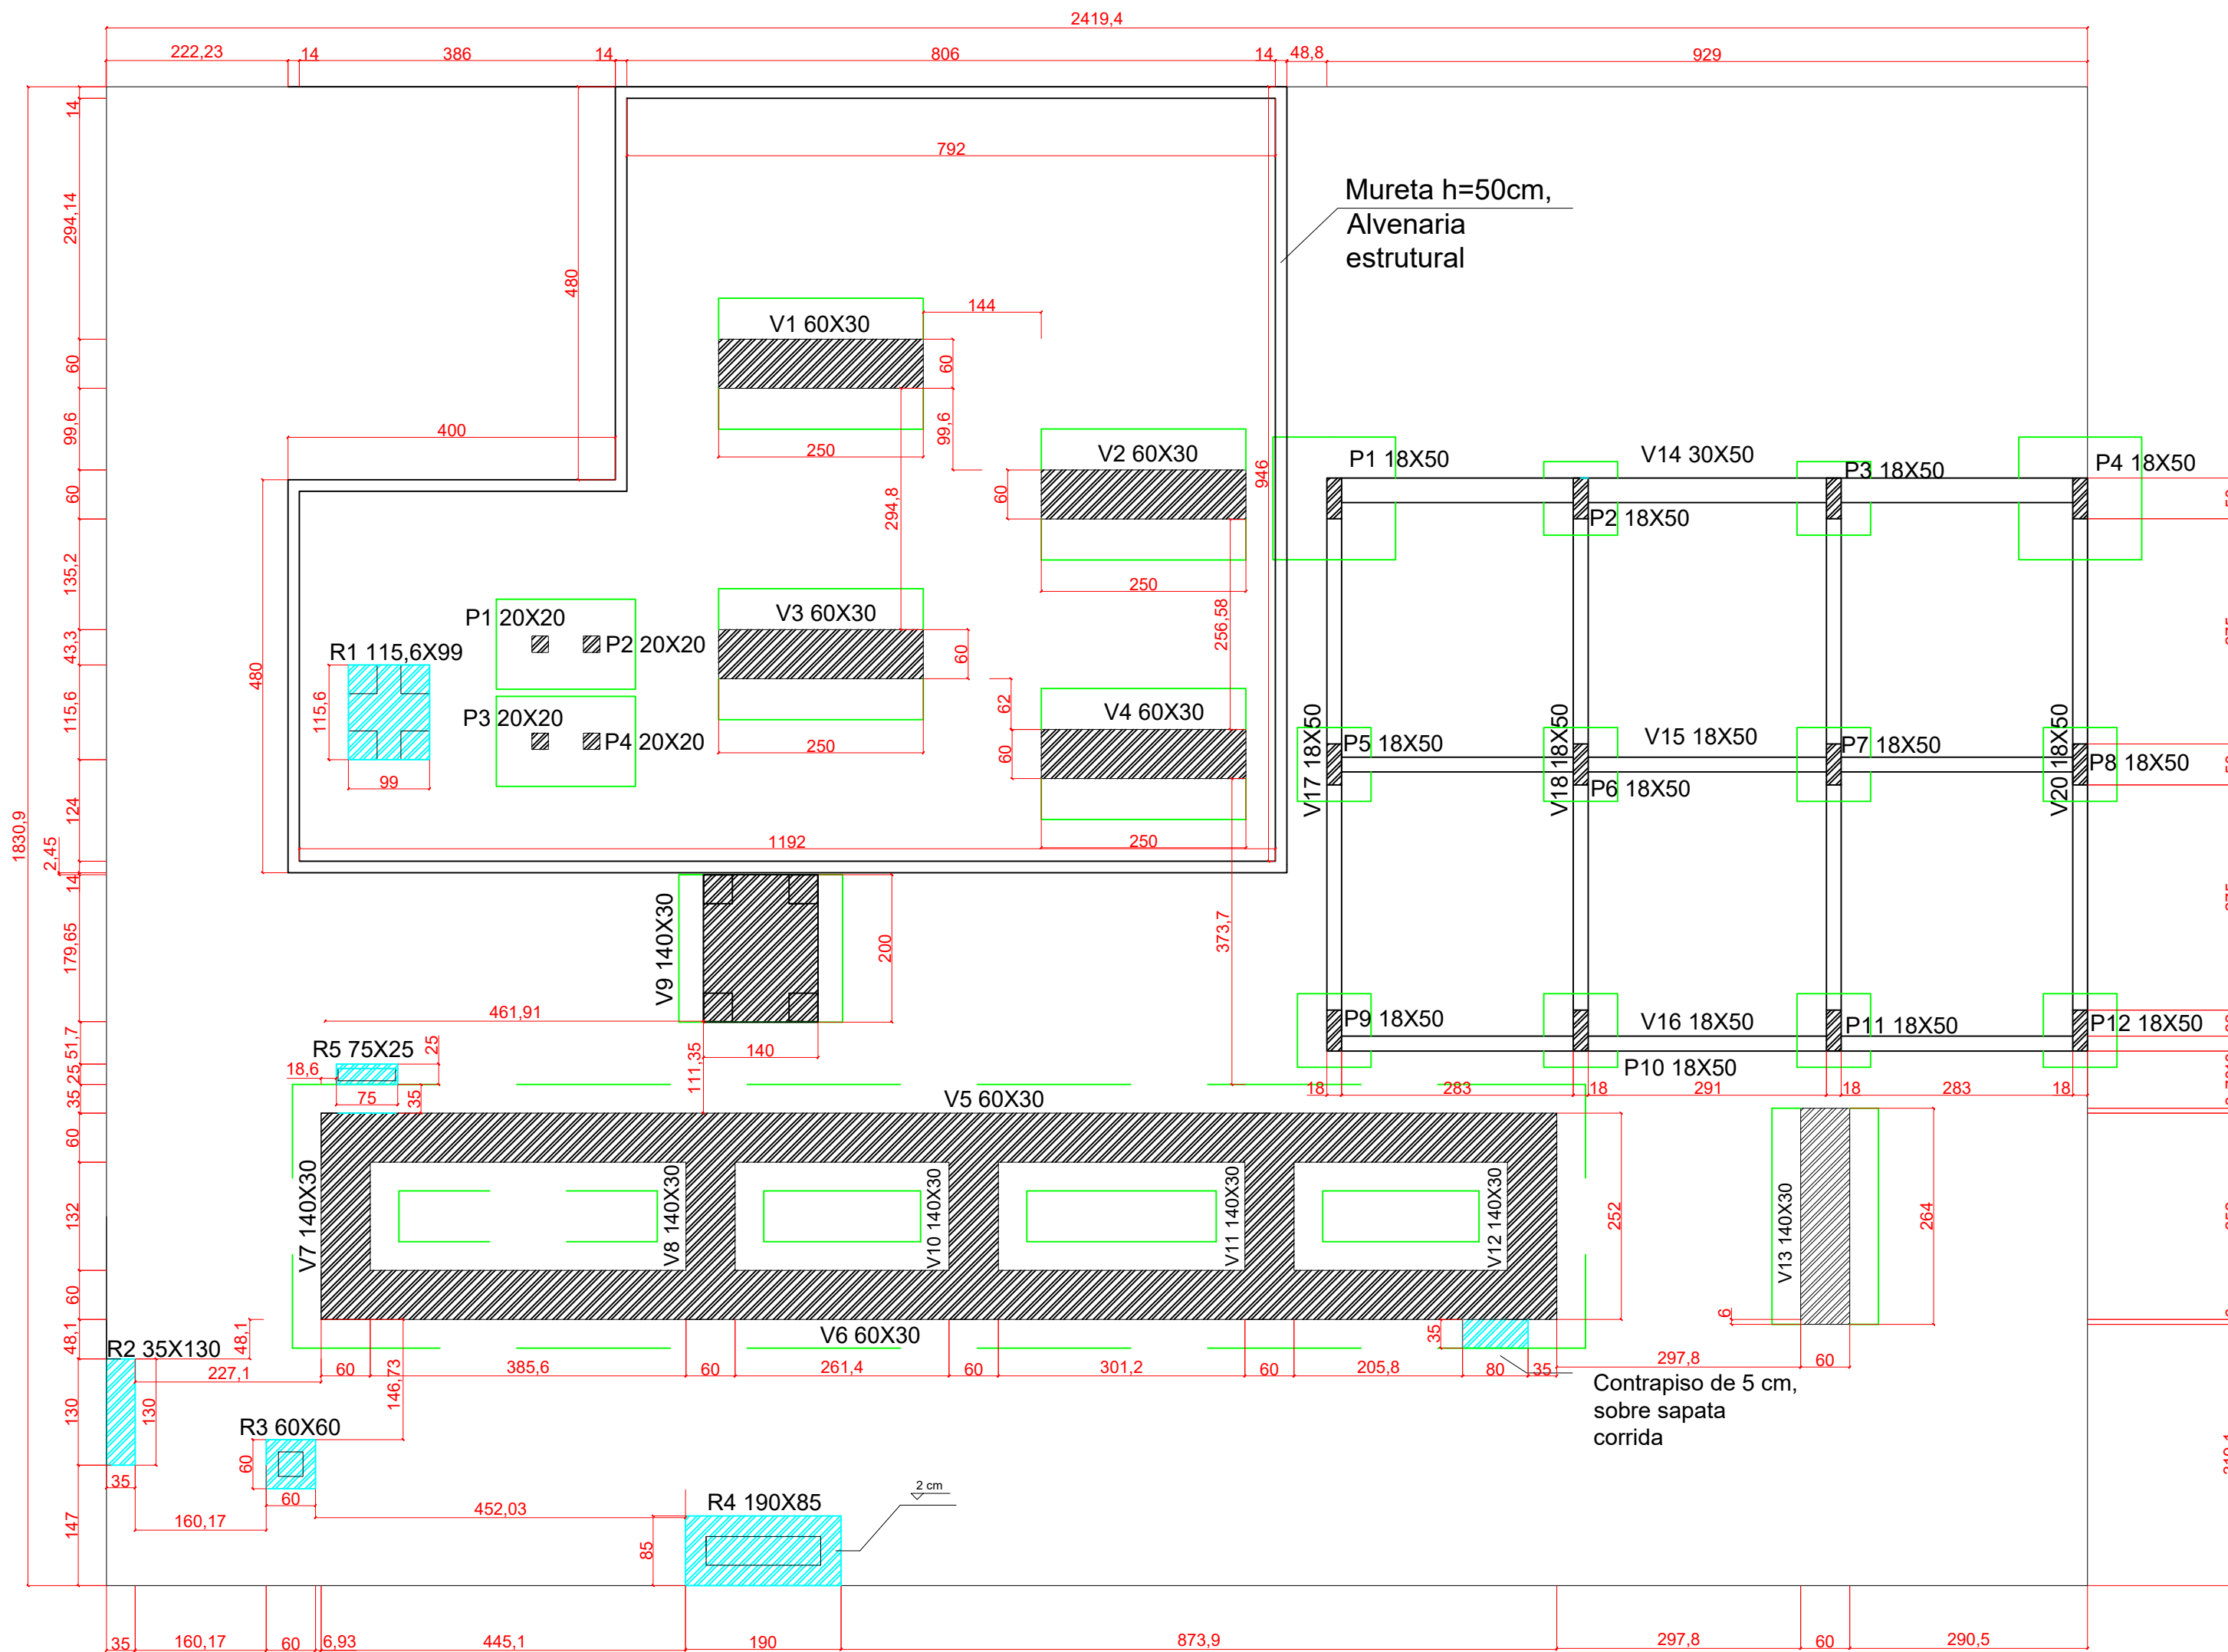 2419,4
222,23
14
386
14
806
14
48,8
929
14
792
294,14
Mureta h=50cm,
Alvenaria
estrutural
480
144
V1 60X30
60
60
99,6
99,6
400
250
V2 60X30
946
294,8
60
60
P1 18X50
V14 30X50
P3 18X50
P4 18X50
P2 18X50
135,2
250
256,58
V3 60X30
P1 20X20
P2 20X20
43,3
R1 115,6X99
60
480
115,6
115,6
62
V4 60X30
P3 20X20
P4 20X20
60
250
99
V17 18X50
P5 18X50
V18 18X50
V15 18X50
P7 18X50
V20 18X50
P8 18X50
P6 18X50
124
1830,9
2,45
1192
250
14
V9 140X30
179,65
200
373,7
461,91
P9 18X50
V16 18X50
P11 18X50
P12 18X50
51,7
R5 75X25
25
140
111,35
P10 18X50
18,6
25
75
35
35
18
283
18
291
18
283
18
V5 60X30
60
V7 140X30
V8 140X30
V10 140X30
V11 140X30
V12 140X30
132
252
V13 140X30
264
60
6
V6 60X30
35
48,1
48,1
R2 35X130
227,1
60
385,6
60
261,4
60
301,2
60
205,8
80
35
297,8
60
146,73
Contrapiso de 5 cm,
sobre sapata
corrida
130
130
R3 60X60
60
35
60
2 cm
160,17
452,03
R4 190X85
147
85
35
160,17
60
6,93
445,1
190
873,9
297,8
60
290,5